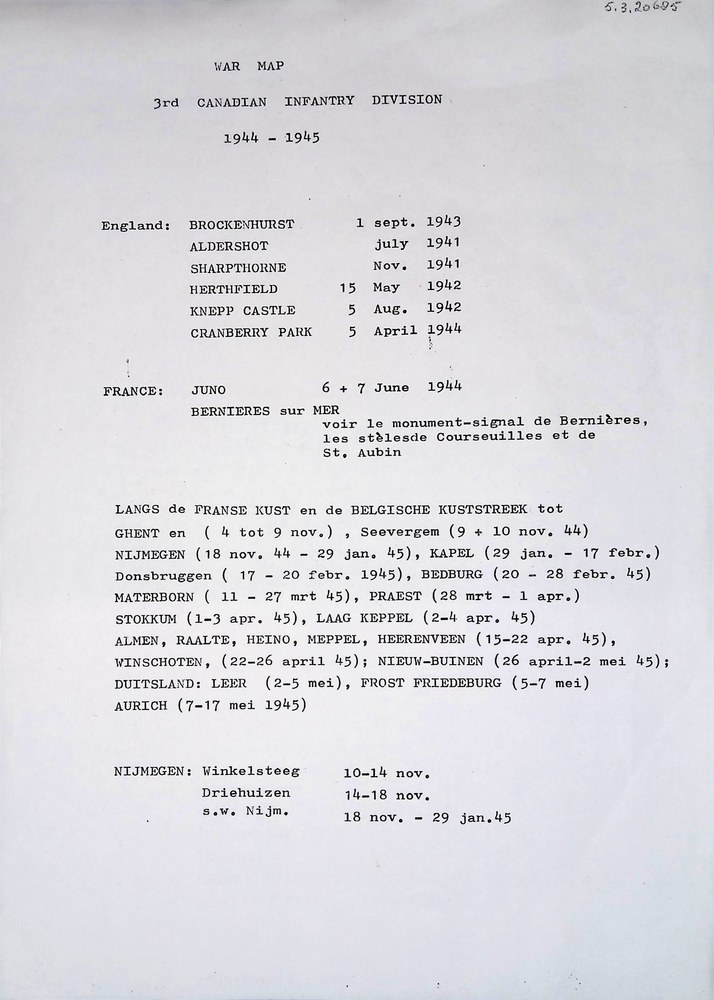 5.3.20695
WAR MAP
3rd CANADIAN INFANTRY DIVISION
1944 - 1945
England: BROCKENHURST 1 sept. 1943
ALDERSHOT july 1941
SHARPTHORNE Nov. 1941
HERTHFIELD 15 May 1942
KNEPP CASTLE 5 Aug. 1942
CRANBERRY PARK 5 April 1944
FRANCE: JUNO 6 + 7 June 1944
BERNIERES sur MER
voir le monument-signal de Bernières,
les stèlesde Courseuilles et de
St. Aubin
LANGS de FRANSE KUST en de BELGISCHE KUSTSTREEK tot
GHENT en ( 4 tot 9 nov.) , Seevergem (9 + 10 nov. 44)
NIJMEGEN (18 nov. 44 - 29 jan. 45), KAPEL (29 jan. - 17 febr.)
Donsbruggen ( 17 - 20 febr. 1945), BEDBURG (20 - 28 febr. 45)
MATERBORN ( 11 - 27 mrt 45), PRAEST (28 mrt - 1 apr.)
STOKKUM (1-3 apr. 45), LAAG KEPPEL (2-4 apr. 45)
ALMEN, RAALTE, HEINO, MEPPEL, HEERENVEEN (15-22 apr. 45),
WINSCHOTEN, (22-26 april 45); NIEUW-BUINEN (26 april-2 mei 45);
DUITSLAND: LEER (2-5 mei), FROST FRIEDEBURG (5-7 mei)
AURICH (7-17 mei 1945)
NIJMEGEN: Winkelsteeg 10-14 nov.
Driehuizen 14-18 nov.
s.w. Nijm. 18 nov. - 29 jan.45